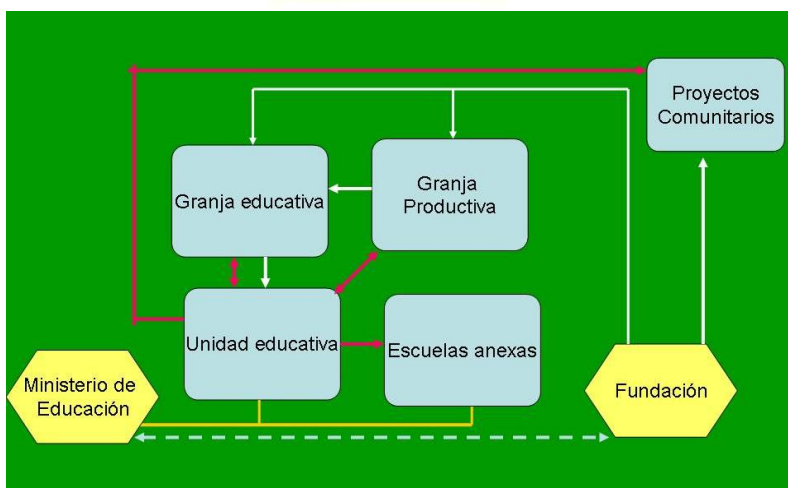 Proyectos
Comunitarios
Granja educativa
Granja
Productiva
Unidad educativa
Escuelas anexas
Ministerio de
Educación
Fundación